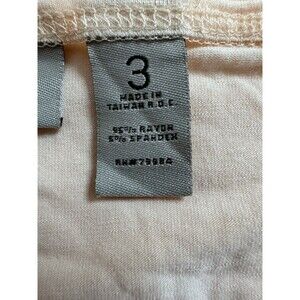 3
MADE IN
TAIWAN R.O.C.
95% RAYON
5% SPANDEX